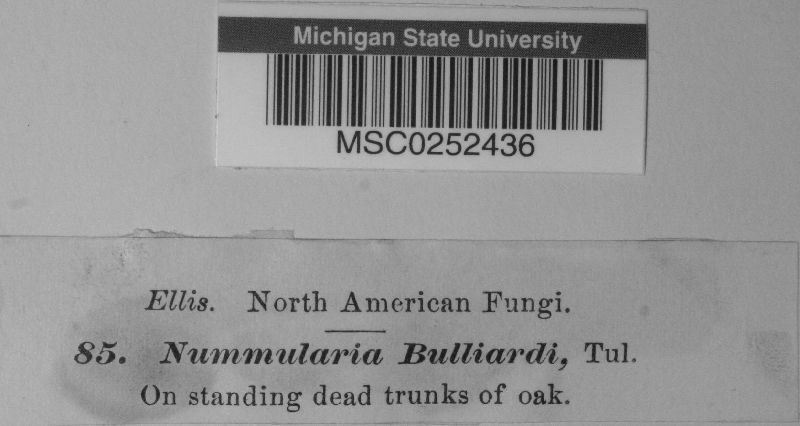 Michigan State University
MSC0252436
Ellis. North American Fungi.
85. Nummularia Bulliardi, Tul.
On standing dead trunks of oak.